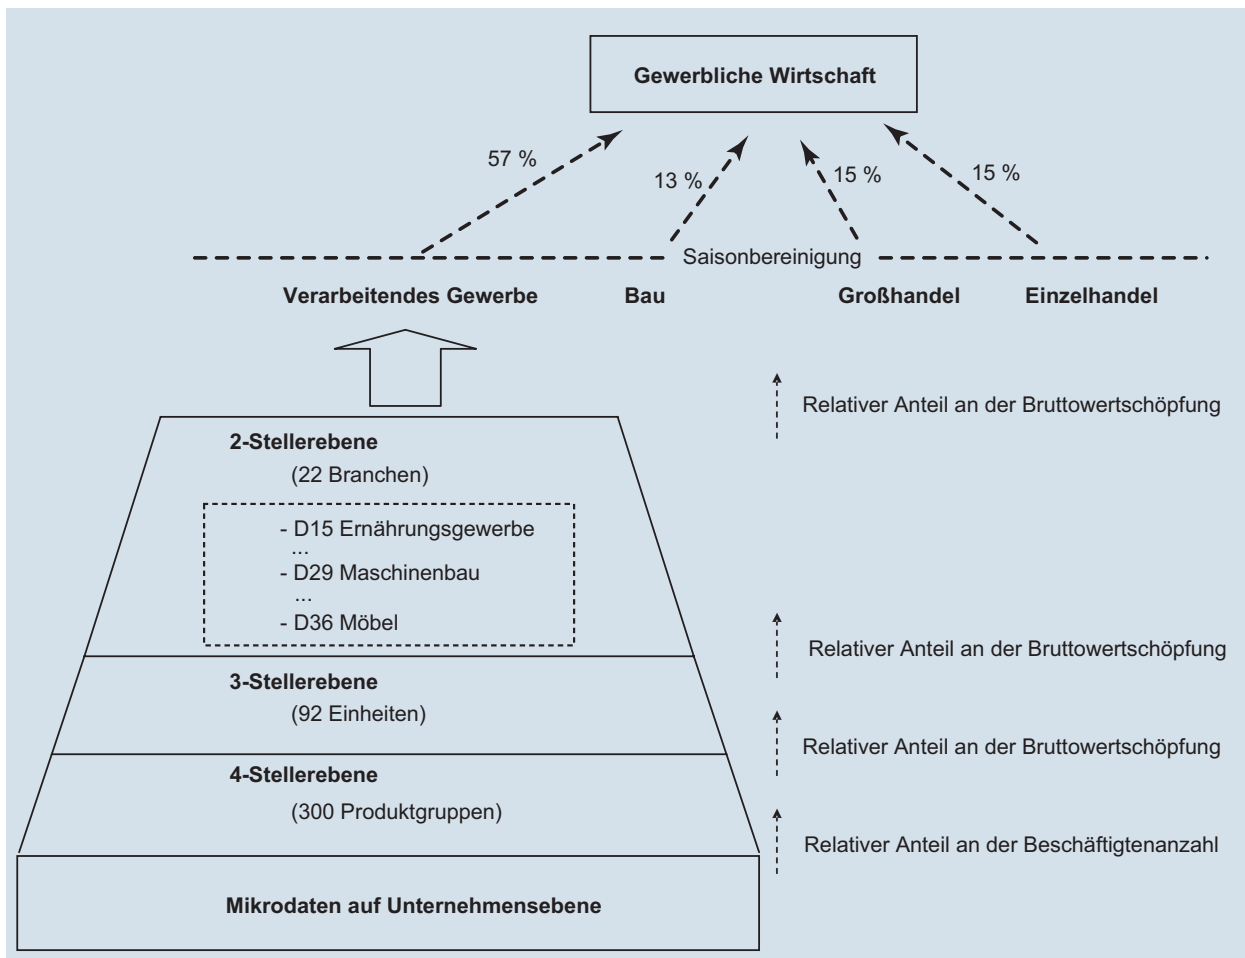 Gewerbliche Wirtschaft
57 %
13 %
15 %
15 %
Saisonbereinigung
Verarbeitendes Gewerbe
Bau
Großhandel
Einzelhandel
Relativer Anteil an der Bruttowertschöpfung
2-Stellerebene
(22 Branchen)
- D15 Ernährungsgewerbe
...
- D29 Maschinenbau
...
- D36 Möbel
Relativer Anteil an der Bruttowertschöpfung
3-Stellerebene
(92 Einheiten)
Relativer Anteil an der Bruttowertschöpfung
4-Stellerebene
(300 Produktgruppen)
Relativer Anteil an der Beschäftigtenanzahl
Mikrodaten auf Unternehmensebene